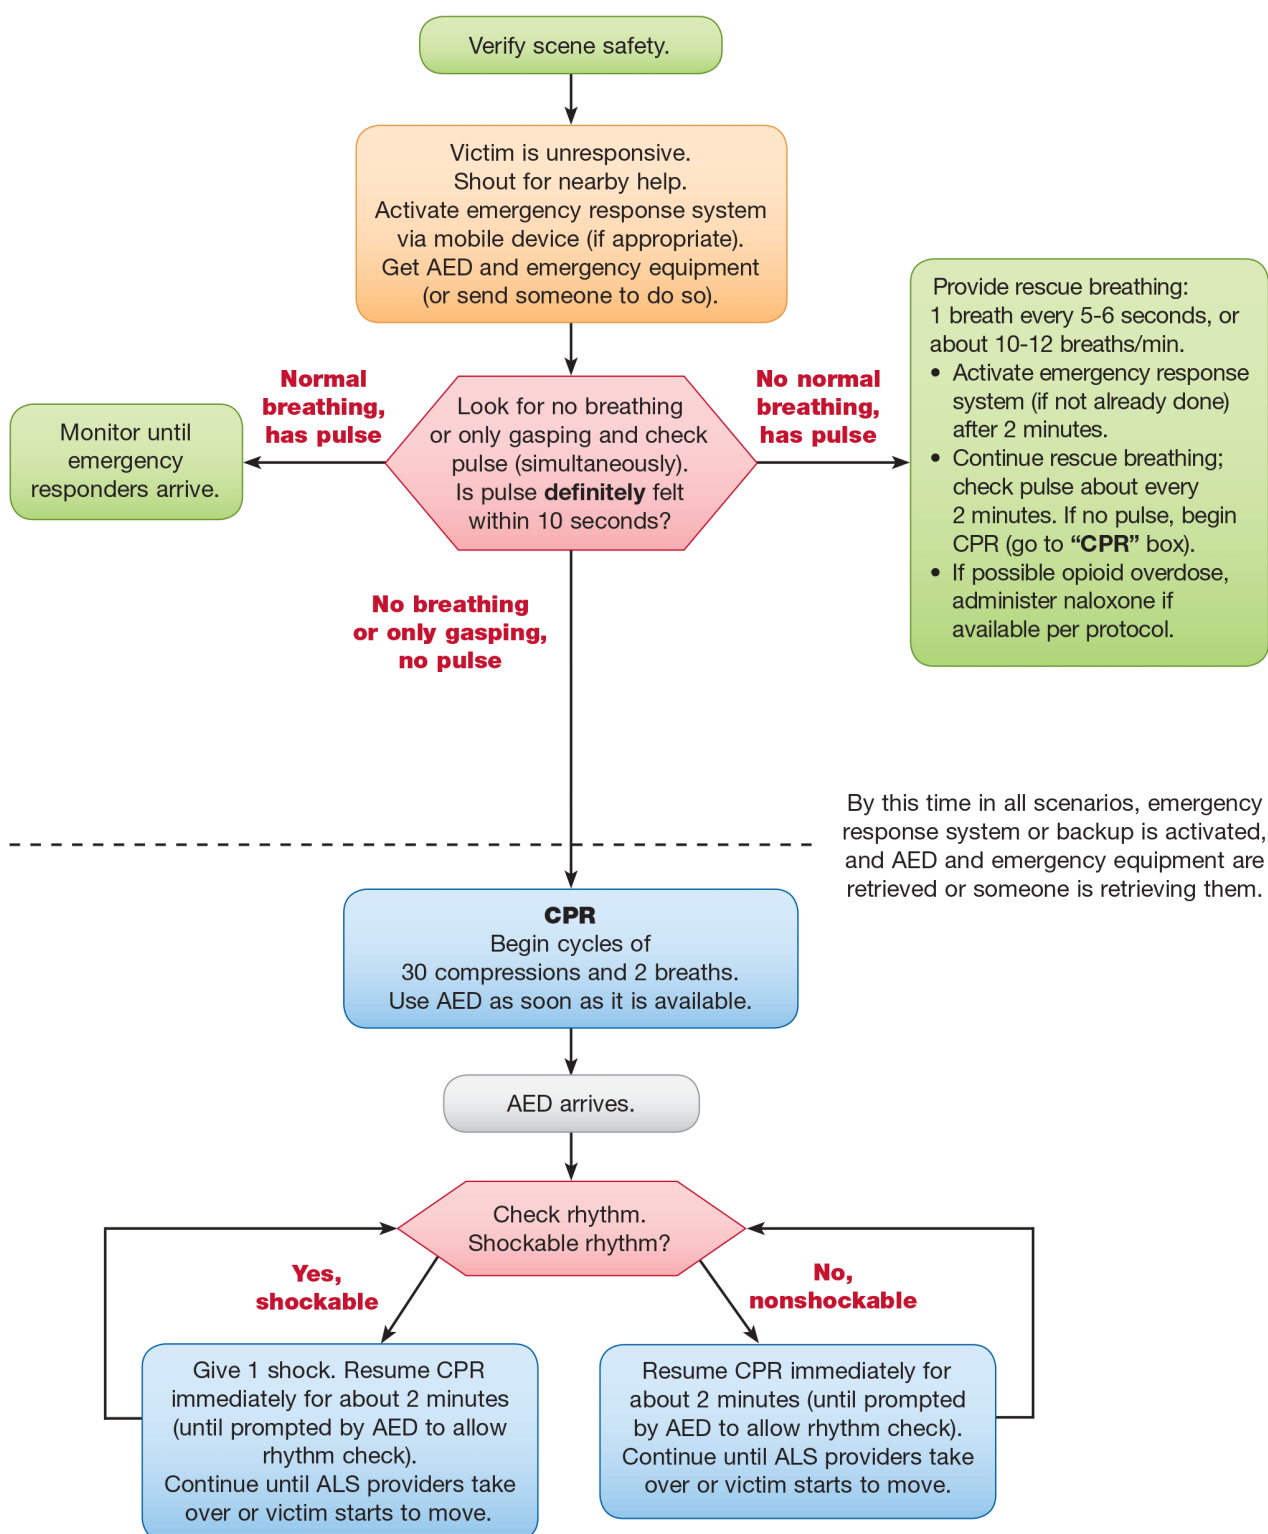 Verify scene safety.
Victim is unresponsive.
Shout for nearby help.
Activate emergency response system
via mobile device (if appropriate).
Get AED and emergency equipment
(or send someone to do so).
Normal
breathing,
has pulse
Monitor until
emergency
responders arrive.
Look for no breathing
or only gasping and check
pulse (simultaneously).
Is pulse definitely felt
within 10 seconds?
No normal
breathing,
has pulse
Provide rescue breathing:
1 breath every 5-6 seconds, or
about 10-12 breaths/min.
• Activate emergency response
system (if not already done)
after 2 minutes.
• Continue rescue breathing;
check pulse about every
2 minutes. If no pulse, begin
CPR (go to “CPR” box).
• If possible opioid overdose,
administer naloxone if
available per protocol.
No breathing
or only gasping,
no pulse
By this time in all scenarios, emergency
response system or backup is activated,
and AED and emergency equipment are
retrieved or someone is retrieving them.
CPR
Begin cycles of
30 compressions and 2 breaths.
Use AED as soon as it is available.
AED arrives.
Check rhythm.
Shockable rhythm?
Yes,
shockable
No,
nonshockable
Give 1 shock. Resume CPR
immediately for about 2 minutes
(until prompted by AED to allow
rhythm check).
Continue until ALS providers take
over or victim starts to move.
Resume CPR immediately for
about 2 minutes (until prompted
by AED to allow rhythm check).
Continue until ALS providers take
over or victim starts to move.